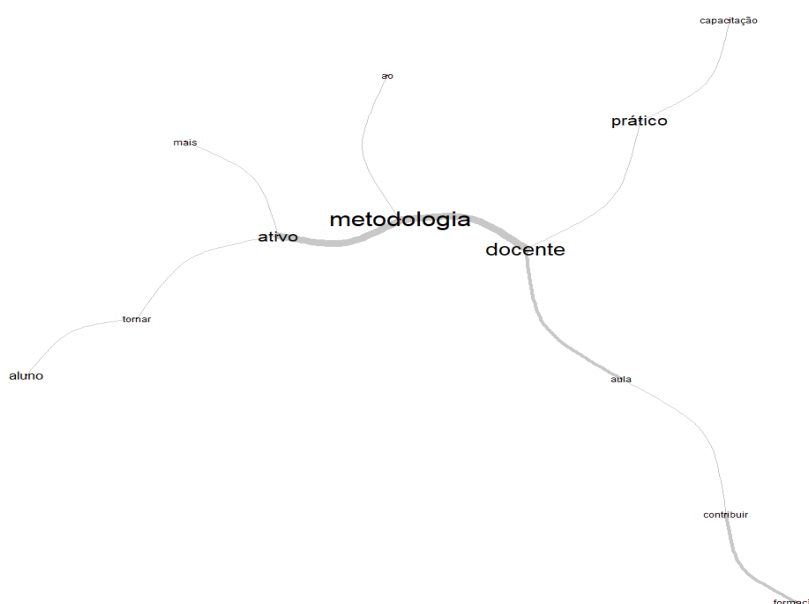 capacitação
ao
prático
mais
metodologia
ativo
docente
tornar
aluno
aula
contribuir